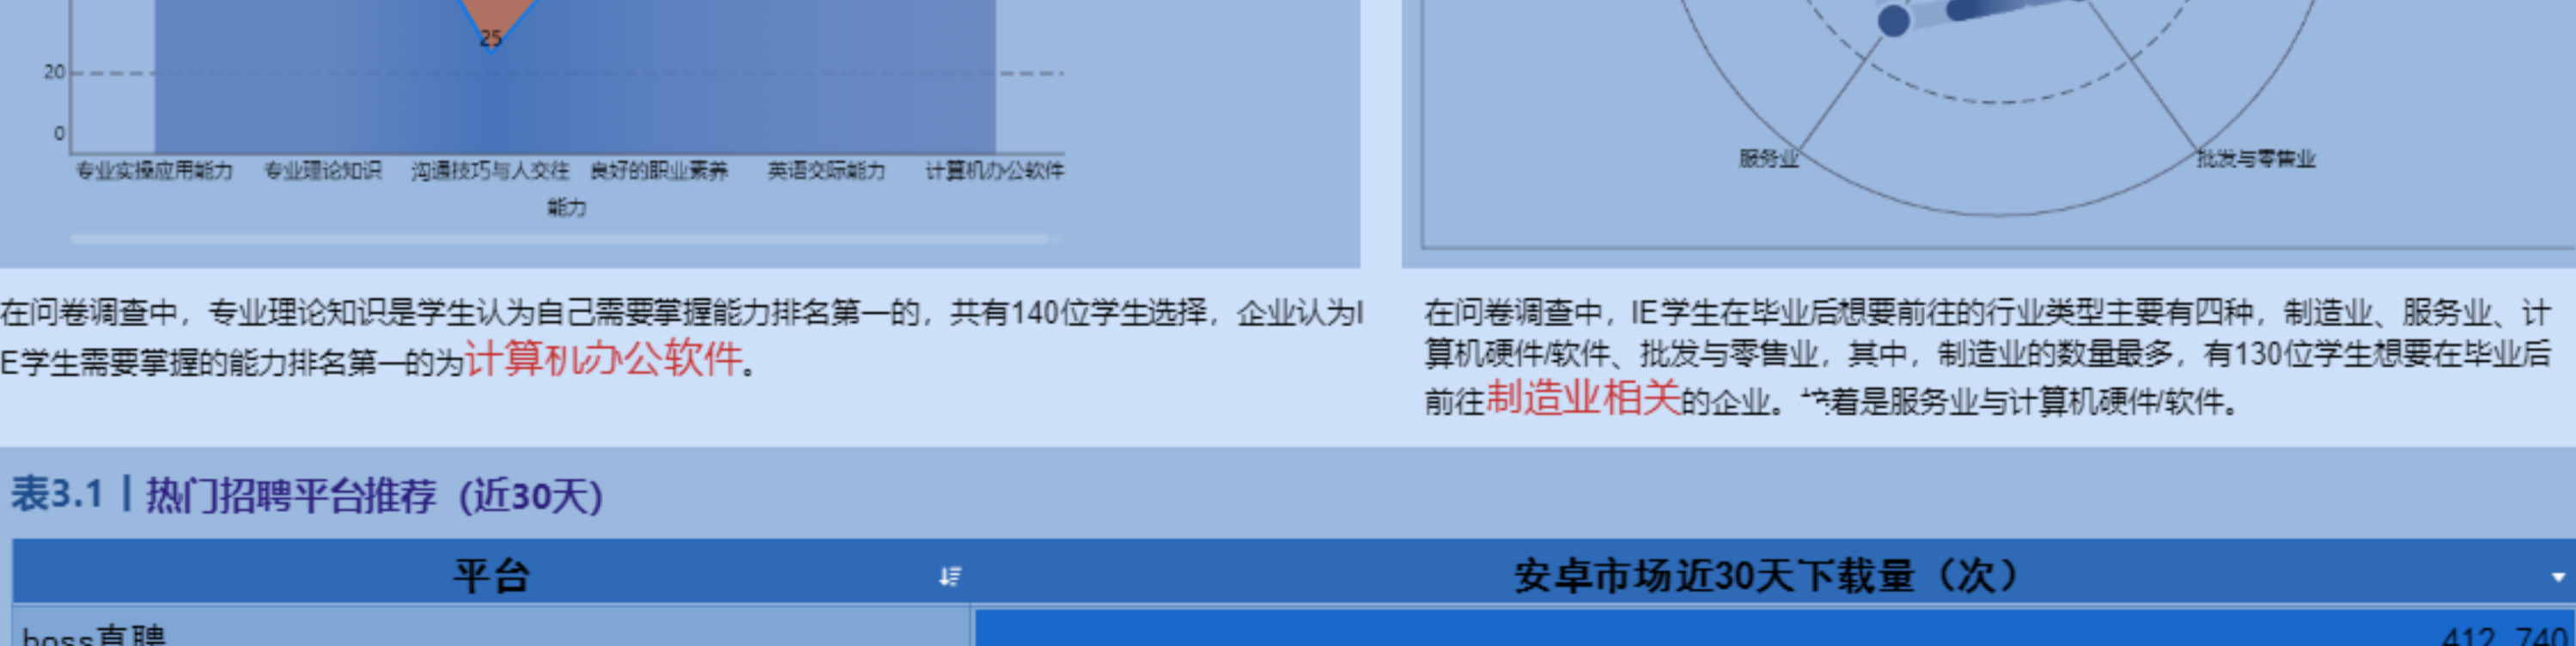 25
20
0
专业实操应用能力 专业理论知识 沟通技巧与人交往 良好的职业素养 英语交际能力 计算机办公软件
能力
服务业
批发与零售业
在问卷调查中，专业理论知识是学生认为自己需要掌握能力排名第一的，共有140位学生选择，企业认为I
E学生需要掌握的能力排名第一的为计算机办公软件。
在问卷调查中，IE学生在毕业后想要前往的行业类型主要有四种，制造业、服务业、计
算机硬件/软件、批发与零售业，其中，制造业的数量最多，有130位学生想要在毕业后
前往制造业相关的企业。接着是服务业与计算机硬件/软件。
表3.1丨热门招聘平台推荐（近30天）
平台 安卓市场近30天下载量（次）
boss直聘 412,740